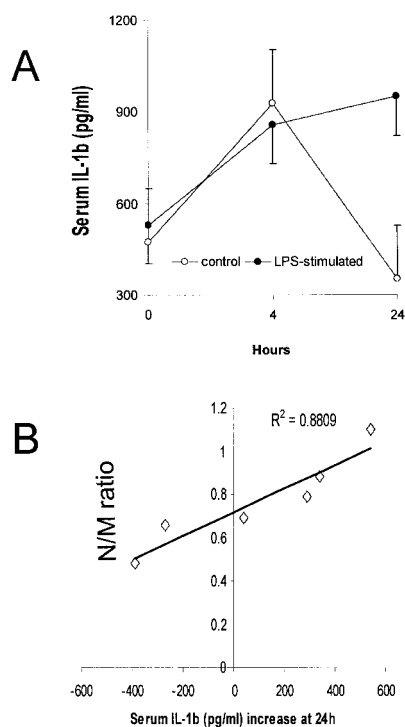 A
Serum IL-1b (pg/ml)
1200
900
600
300
control LPS-stimulated
0 4 24
Hours
B
N/M ratio
R² = 0.8809
1.2
1
0.8
0.6
0.4
0.2
0
-600 -400 -200 0 200 400 600
Serum IL-1b (pg/ml) increase at 24h